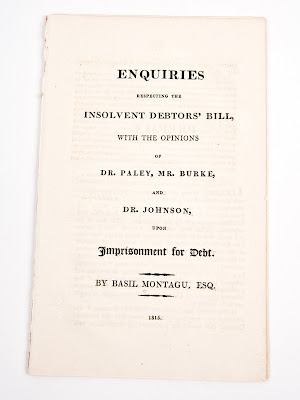 ENQUIRIES
RESPECTING THE
INSOLVENT DEBTORS' BILL,
WITH THE OPINIONS
OF
DR. PALEY, MR. BURKE,
AND
DR. JOHNSON,
UPON
Imprisonment for Debt.
BY BASIL MONTAGU, ESQ.
1815.